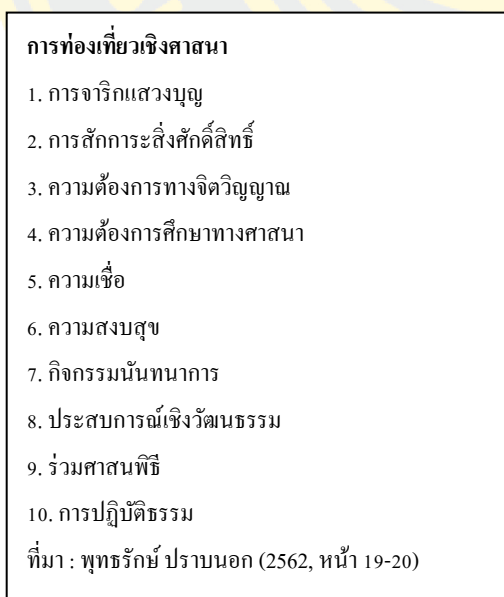 การท่องเที่ยวเชิงศาสนา
1. การจาริกแสวงบุญ
2. การสักการะสิ่งศักดิ์สิทธิ์
3. ความต้องการทางจิตวิญญาณ
4. ความต้องการศึกษาทางศาสนา
5. ความเชื่อ
6. ความสงบสุข
7. กิจกรรมนันทนาการ
8. ประสบการณ์เชิงวัฒนธรรม
9. ร่วมศาสนพิธี
10. การปฏิบัติธรรม
ที่มา : พุทธรักษ์ ปราบนอก (2562, หน้า 19-20)